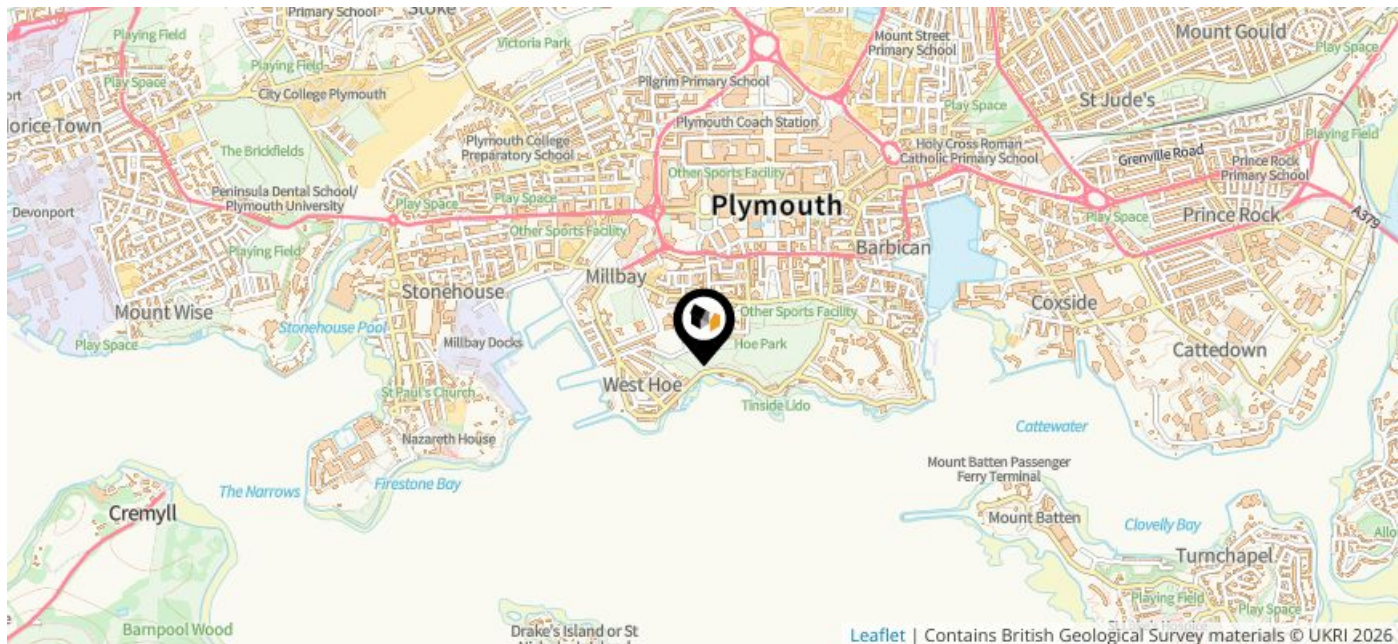 Primary School
Stoke
Playing Field
Victoria Park
Mount Street
Primary School
Mount Gould
Play Space
Playing Field
Play Space
Pilgrim Primary School
City College Plymouth
Play Space
St Jude's
orice Town
Plymouth Coach Station
Playing Field
The Brickfields
Plymouth College
Preparatory School
Holy Cross Roman
Catholic Primary School
Grenville Road
Prince Rock
Primary School
Other Sports Facility
Peninsula Dental School/
Plymouth University
Play Space
Play Space
Plymouth
Devonport
Play Space
Prince Rock
A379
Other Sports Facility
Playing Field
Barbican
Millbay
Stonehouse
Coxside
Mount Wise
Other Sports Facility
Stonehouse Pool
Play Space
Millbay Docks
Hoe Park
Cattedown
West Hoe
St Paul's Church
Tinside Lido
Cattewater
Nazareth House
Mount Batten Passenger
Ferry Terminal
The Narrows
Firestone Bay
Cremyll
Mount Batten
Clovelly Bay
Turnchapel
Playing Field
Play Space
Bampool Wood
Drake's Island or St
Leaflet | Contains British Geological Survey materials © UKRI 2026